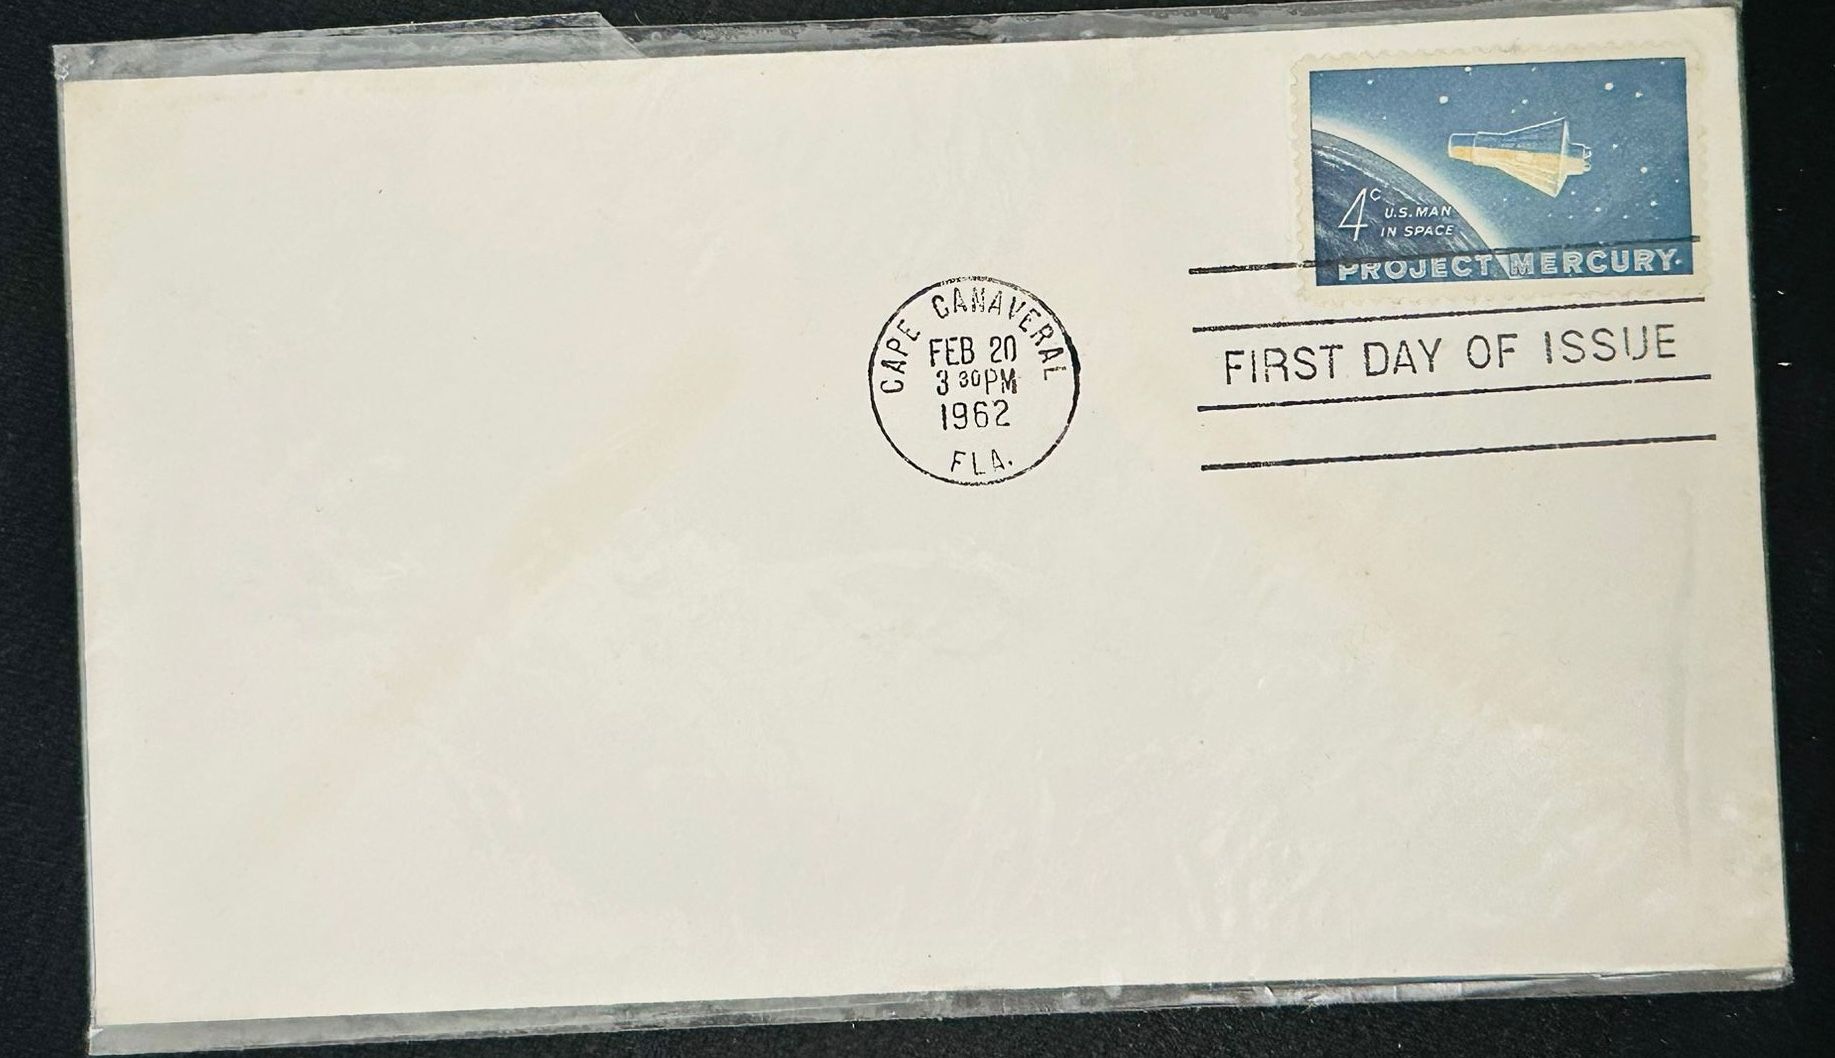 4c U.S. MAN
IN SPACE
PROJECT MERCURY
CAPE CANAVERAL
FEB 20
3 30PM
1962
FLA.
FIRST DAY OF ISSUE